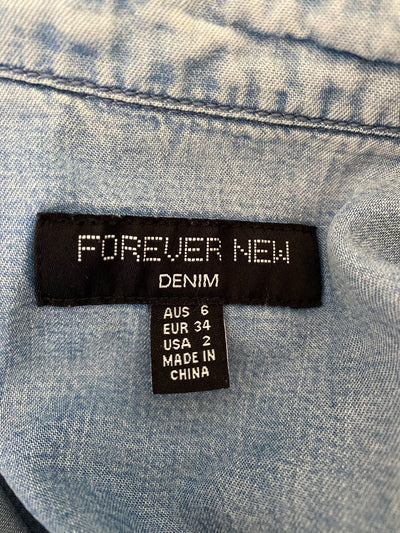 FOREVER NEW
DENIM
AUS 6
EUR 34
USA 2
MADE IN
CHINA